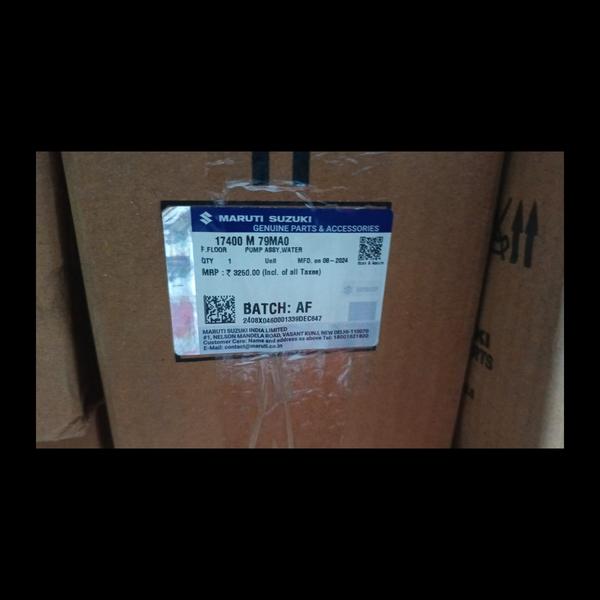 MARUTI SUZUKI
GENUINE PARTS & ACCESSORIES
17400 M 79MA0
F.FLOOR PUMP ASSY,WATER
QTY 1 Unit MFD. on 08-2024
MRP : ₹ 3250.00 (Incl. of all Taxes)
BATCH: AF
2408X0460001339DEC647
MARUTI SUZUKI INDIA LIMITED
#1, NELSON MANDELA ROAD, VASANT KUNJ, NEW DELHI-110070
Customer Care: Name and address as above Tel: 18001021800
E-Mail: contact@maruti.co.in